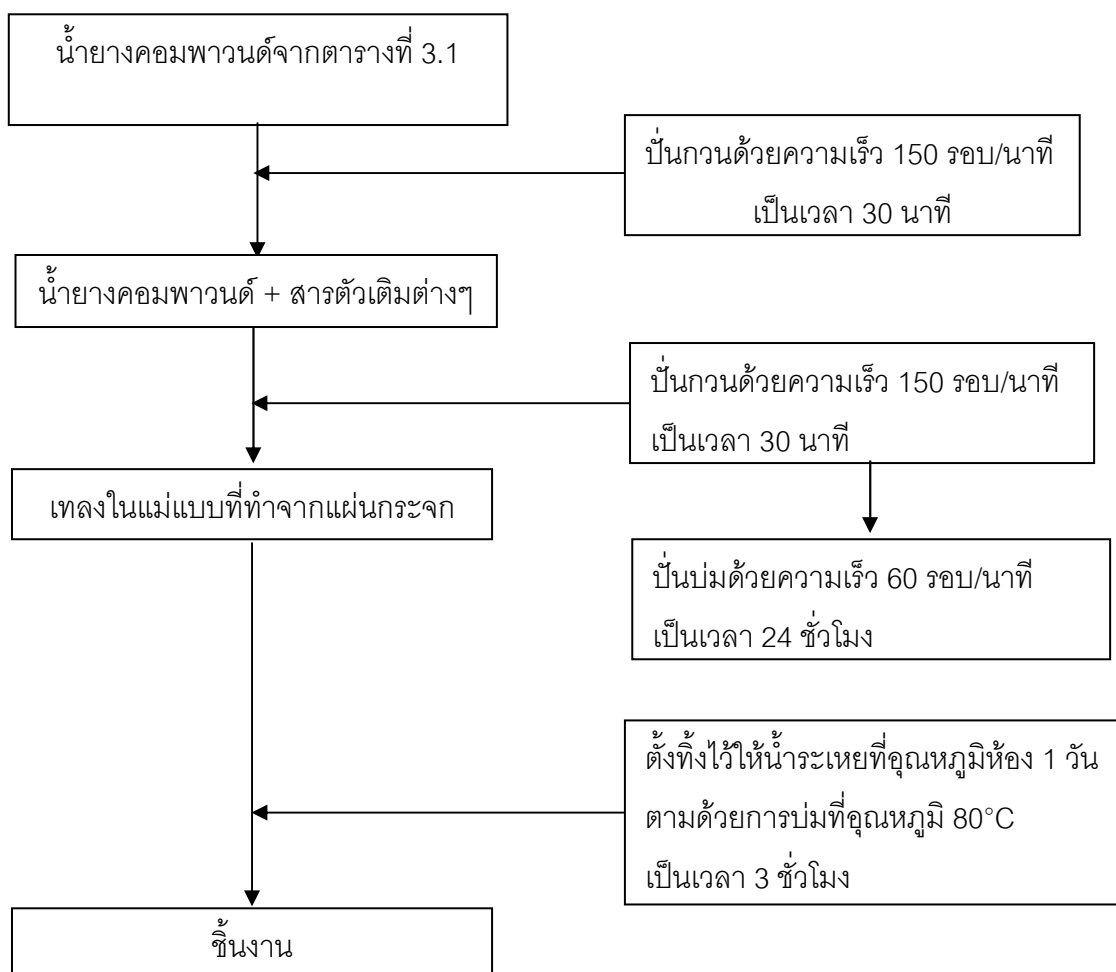 น้ำยางคอมพาวนด์จากตารางที่ 3.1
ปั่นกวนด้วยความเร็ว 150 รอบ/นาที
เป็นเวลา 30 นาที
น้ำยางคอมพาวนด์ + สารตัวเติมต่างๆ
ปั่นกวนด้วยความเร็ว 150 รอบ/นาที
เป็นเวลา 30 นาที
เทลงในแม่แบบที่ทำจากแผ่นกระจก
ปั่นบ่มด้วยความเร็ว 60 รอบ/นาที
เป็นเวลา 24 ชั่วโมง
ตั้งทิ้งไว้ให้น้ำระเหยที่อุณหภูมิห้อง 1 วัน
ตามด้วยการบ่มที่อุณหภูมิ 80°C
เป็นเวลา 3 ชั่วโมง
ชิ้นงาน